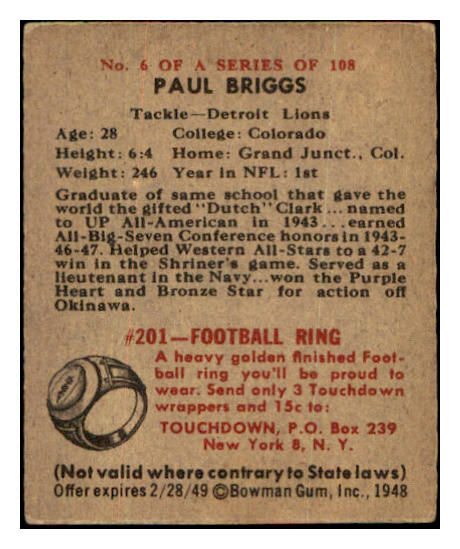 No. 6 OF A SERIES OF 108
PAUL BRIGGS
Tackle—Detroit Lions
Age: 28 College: Colorado
Height: 6:4 Home: Grand Junct., Col.
Weight: 246 Year in NFL: 1st
Graduate of same school that gave the
world the gifted "Dutch" Clark ... named
to UP All-American in 1943 ... earned
All-Big-Seven Conference honors in 1943-
46-47. Helped Western All-Stars to a 42-7
win in the Shriner's game. Served as a
lieutenant in the Navy...won the Purple
Heart and Bronze Star for action off
Okinawa.
#201—FOOTBALL RING
A heavy golden finished Foot-
ball ring you'll be proud to
wear. Send only 3 Touchdown
wrappers and 15c to:
TOUCHDOWN, P.O. Box 239
New York 8, N. Y.
(Not valid where contrary to State laws)
Offer expires 2/28/49 ©Bowman Gum, Inc., 1948